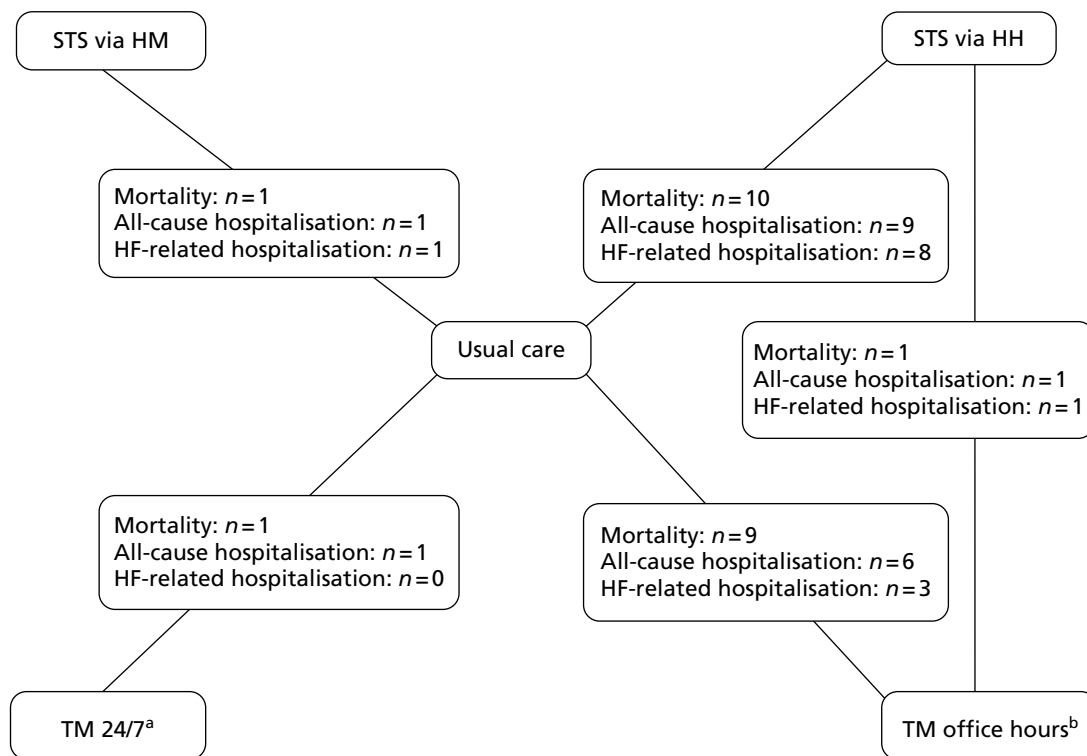 STS via HM
STS via HH
Mortality: n=1
All-cause hospitalisation: n=1
HF-related hospitalisation: n=1
Mortality: n=10
All-cause hospitalisation: n=9
HF-related hospitalisation: n=8
Usual care
Mortality: n=1
All-cause hospitalisation: n=1
HF-related hospitalisation: n=1
Mortality: n=1
All-cause hospitalisation: n=1
HF-related hospitalisation: n=0
Mortality: n=9
All-cause hospitalisation: n=6
HF-related hospitalisation: n=3
TM 24/7ᵃ
TM office hoursᵇ